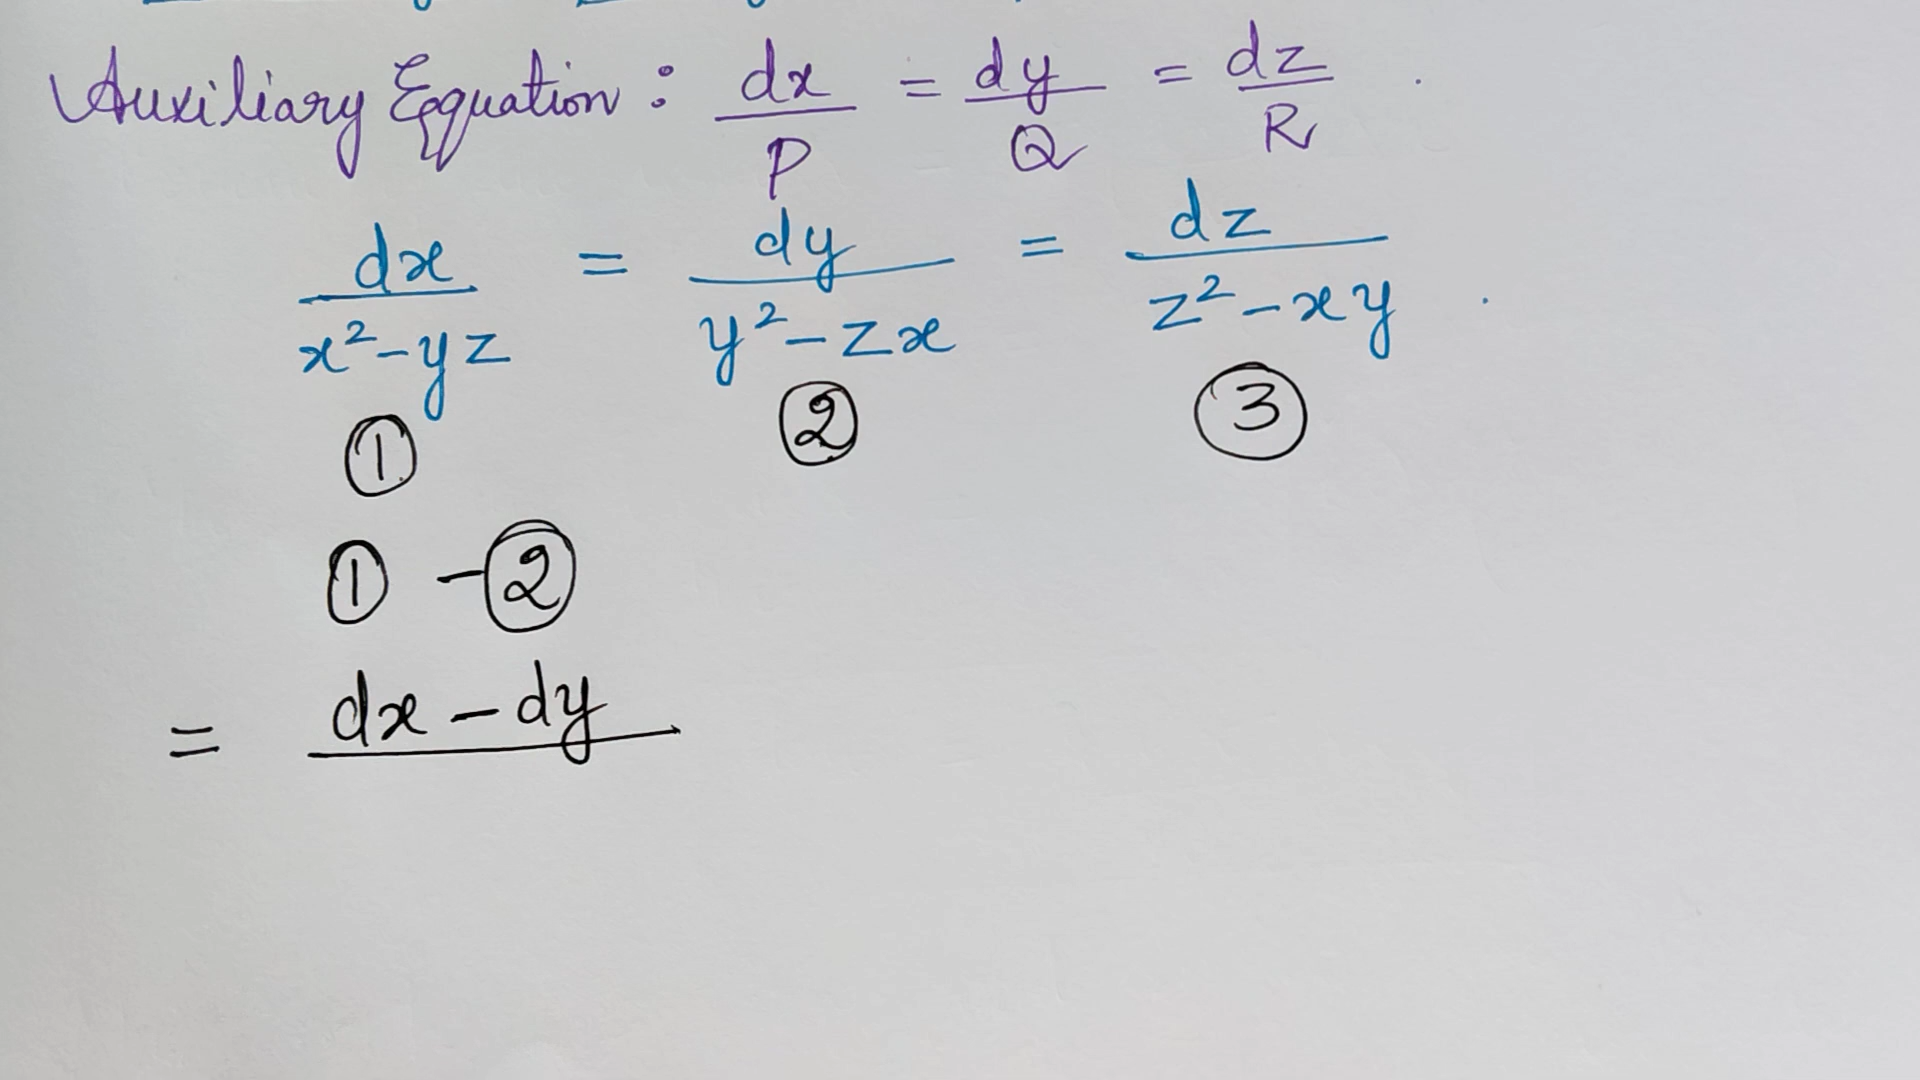 Auxiliary Equation : dx/P = dy/Q = dz/R .
dx/(x² - yz) = dy/(y² - zx) = dz/(z² - xy) .
① ② ③
① - ②
= dx - dy